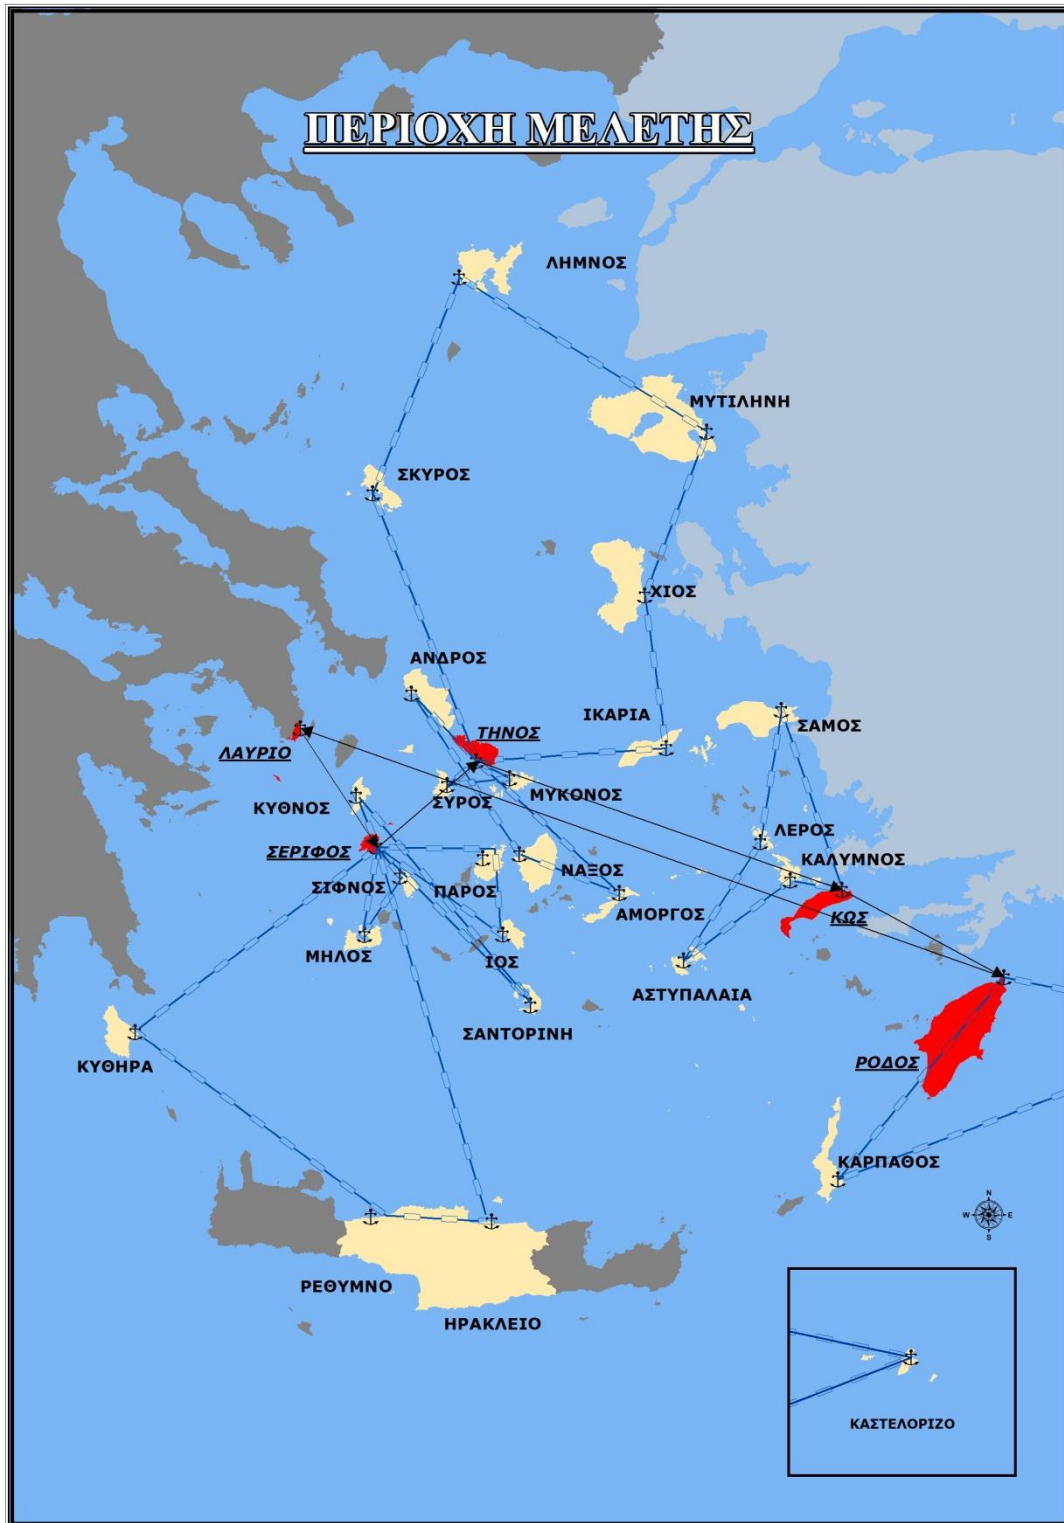 ΠΕΡΙΟΧΗ ΜΕΛΕΤΗΣ
ΛΗΜΝΟΣ
ΜΥΤΙΛΗΝΗ
ΣΚΥΡΟΣ
ΧΙΟΣ
ΑΝΔΡΟΣ
ΙΚΑΡΙΑ
ΣΑΜΟΣ
ΤΗΝΟΣ
ΛΑΥΡΙΟ
ΜΥΚΟΝΟΣ
ΣΥΡΟΣ
ΚΥΘΝΟΣ
ΛΕΡΟΣ
ΣΕΡΙΦΟΣ
ΚΑΛΥΜΝΟΣ
ΝΑΞΟΣ
ΣΙΦΝΟΣ
ΠΑΡΟΣ
ΑΜΟΡΓΟΣ
ΚΩΣ
ΜΗΛΟΣ
ΙΟΣ
ΑΣΤΥΠΑΛΑΙΑ
ΣΑΝΤΟΡΙΝΗ
ΚΥΘΗΡΑ
ΡΟΔΟΣ
ΚΑΡΠΑΘΟΣ
N
W E
S
ΡΕΘΥΜΝΟ
ΗΡΑΚΛΕΙΟ
ΚΑΣΤΕΛΟΡΙΖΟ